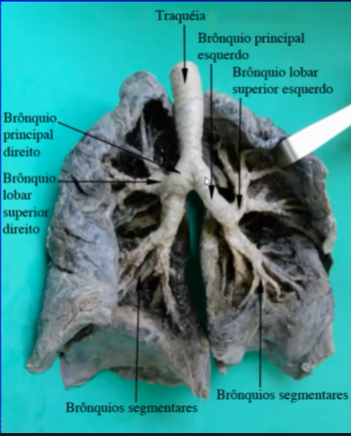 Traquéia
Brônquio principal
esquerdo
Brônquio lobar
superior esquerdo
Brônquio
principal
direito
Brônquio
lobar
superior
direito
Brônquios segmentares
Brônquios segmentares